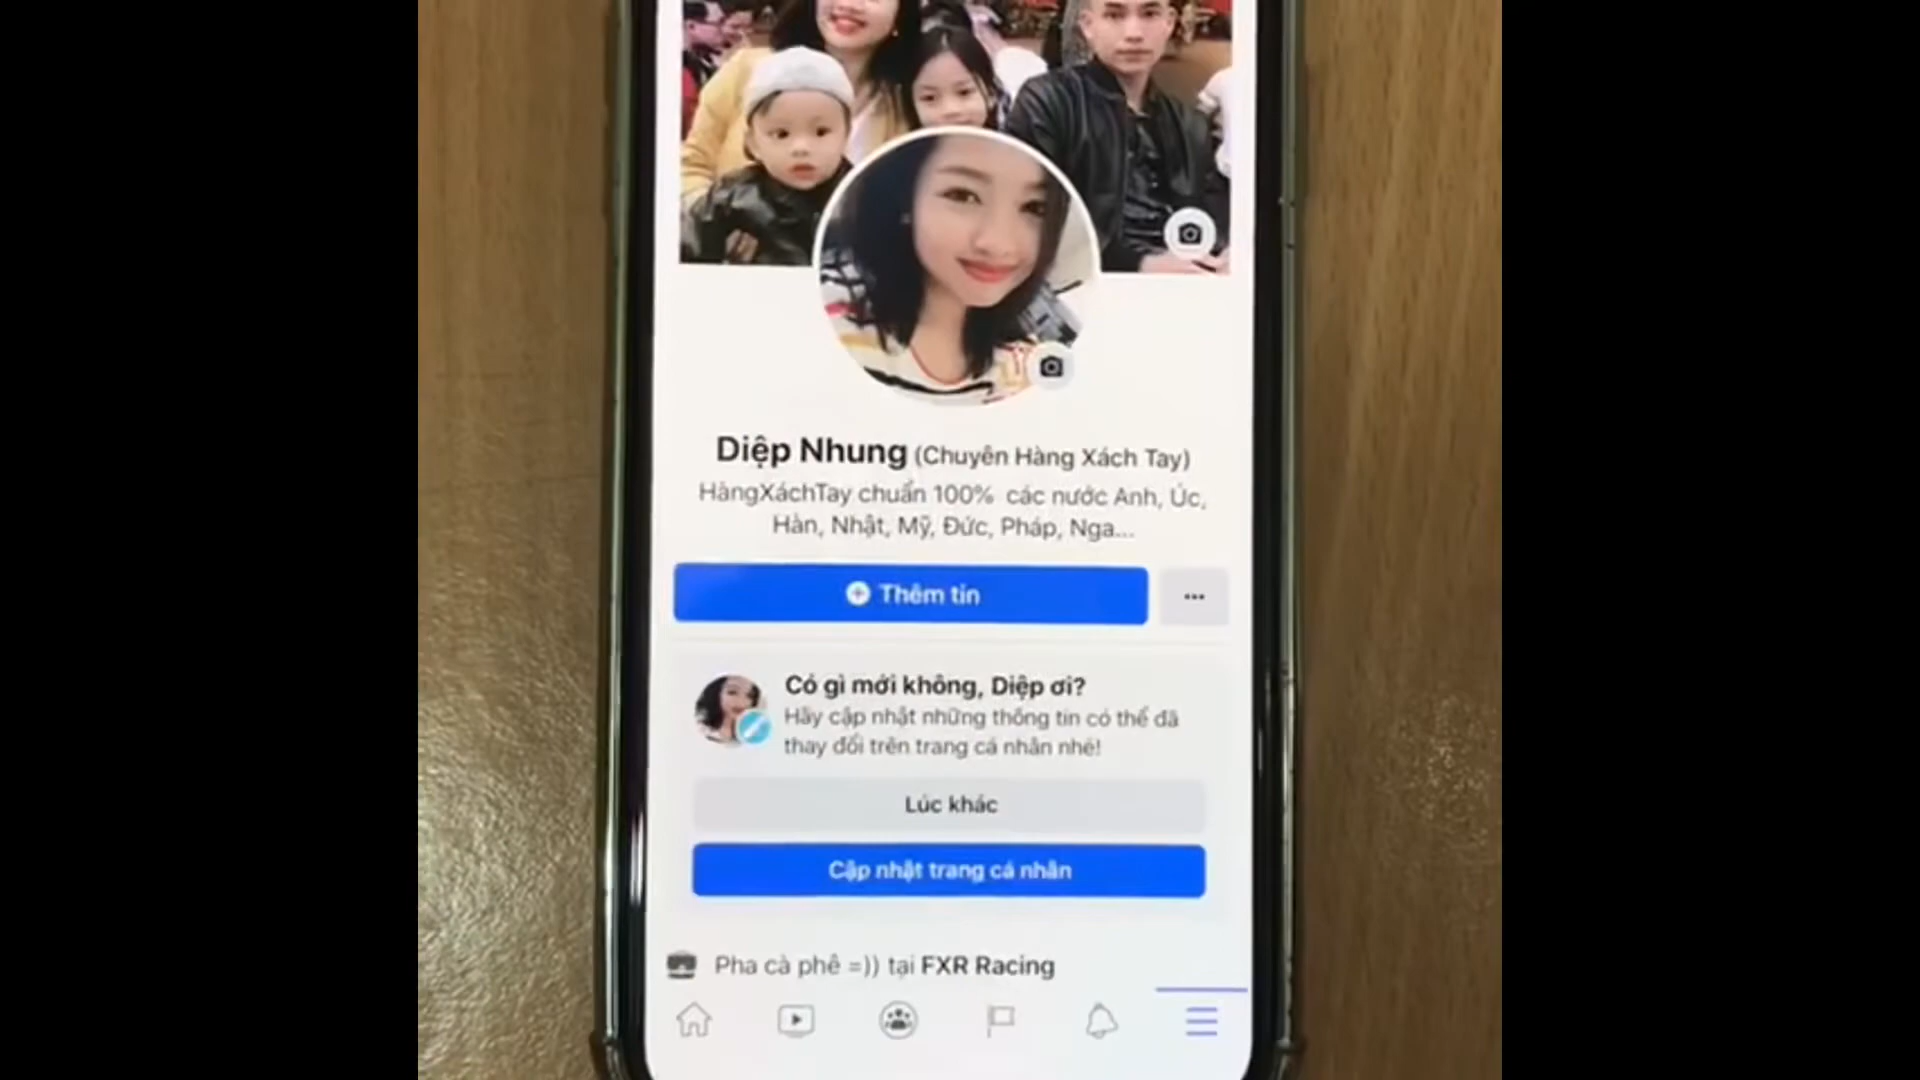 Diệp Nhung (Chuyên Hàng Xách Tay)
HàngXáchTay chuẩn 100% các nước Anh, Úc,
Hàn, Nhật, Mỹ, Đức, Pháp, Nga...
Thêm tin
Có gì mới không, Diệp ơi?
Hãy cập nhật những thông tin có thể đã
thay đổi trên trang cá nhân nhé!
Lúc khác
Cập nhật trang cá nhân
Pha cà phê =)) tại FXR Racing